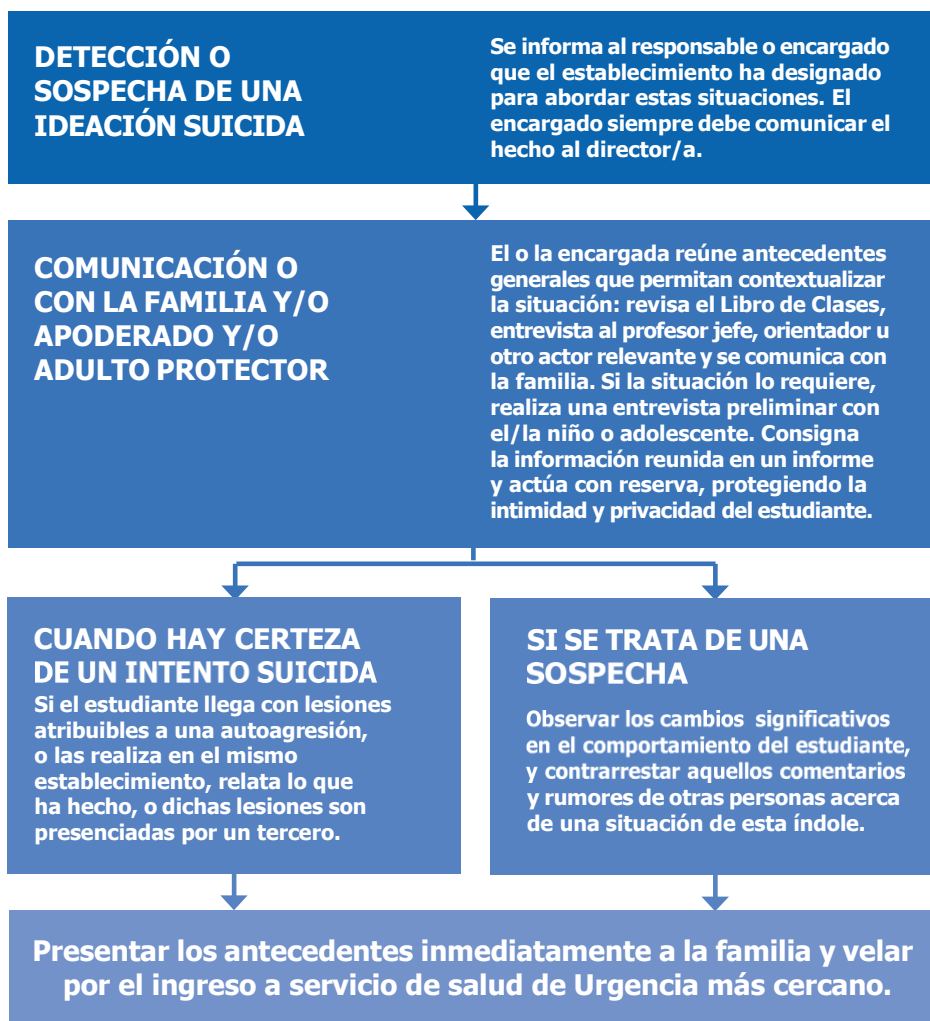 DETECCIÓN O
SOSPECHA DE UNA
IDEACIÓN SUICIDA
Se informa al responsable o encargado
que el establecimiento ha designado
para abordar estas situaciones. El
encargado siempre debe comunicar el
hecho al director/a.
COMUNICACIÓN O
CON LA FAMILIA Y/O
APODERADO Y/O
ADULTO PROTECTOR
El o la encargada reúne antecedentes
generales que permitan contextualizar
la situación: revisa el Libro de Clases,
entrevista al profesor jefe, orientador u
otro actor relevante y se comunica con
la familia. Si la situación lo requiere,
realiza una entrevista preliminar con
el/la niño o adolescente. Consigna
la información reunida en un informe
y actúa con reserva, protegiendo la
intimidad y privacidad del estudiante.
CUANDO HAY CERTEZA
DE UN INTENTO SUICIDA
Si el estudiante llega con lesiones
atribuibles a una autoagresión,
o las realiza en el mismo
establecimiento, relata lo que
ha hecho, o dichas lesiones son
presenciadas por un tercero.
SI SE TRATA DE UNA
SOSPECHA
Observar los cambios significativos
en el comportamiento del estudiante,
y contrarrestar aquellos comentarios
y rumores de otras personas acerca
de una situación de esta índole.
Presentar los antecedentes inmediatamente a la familia y velar
por el ingreso a servicio de salud de Urgencia más cercano.